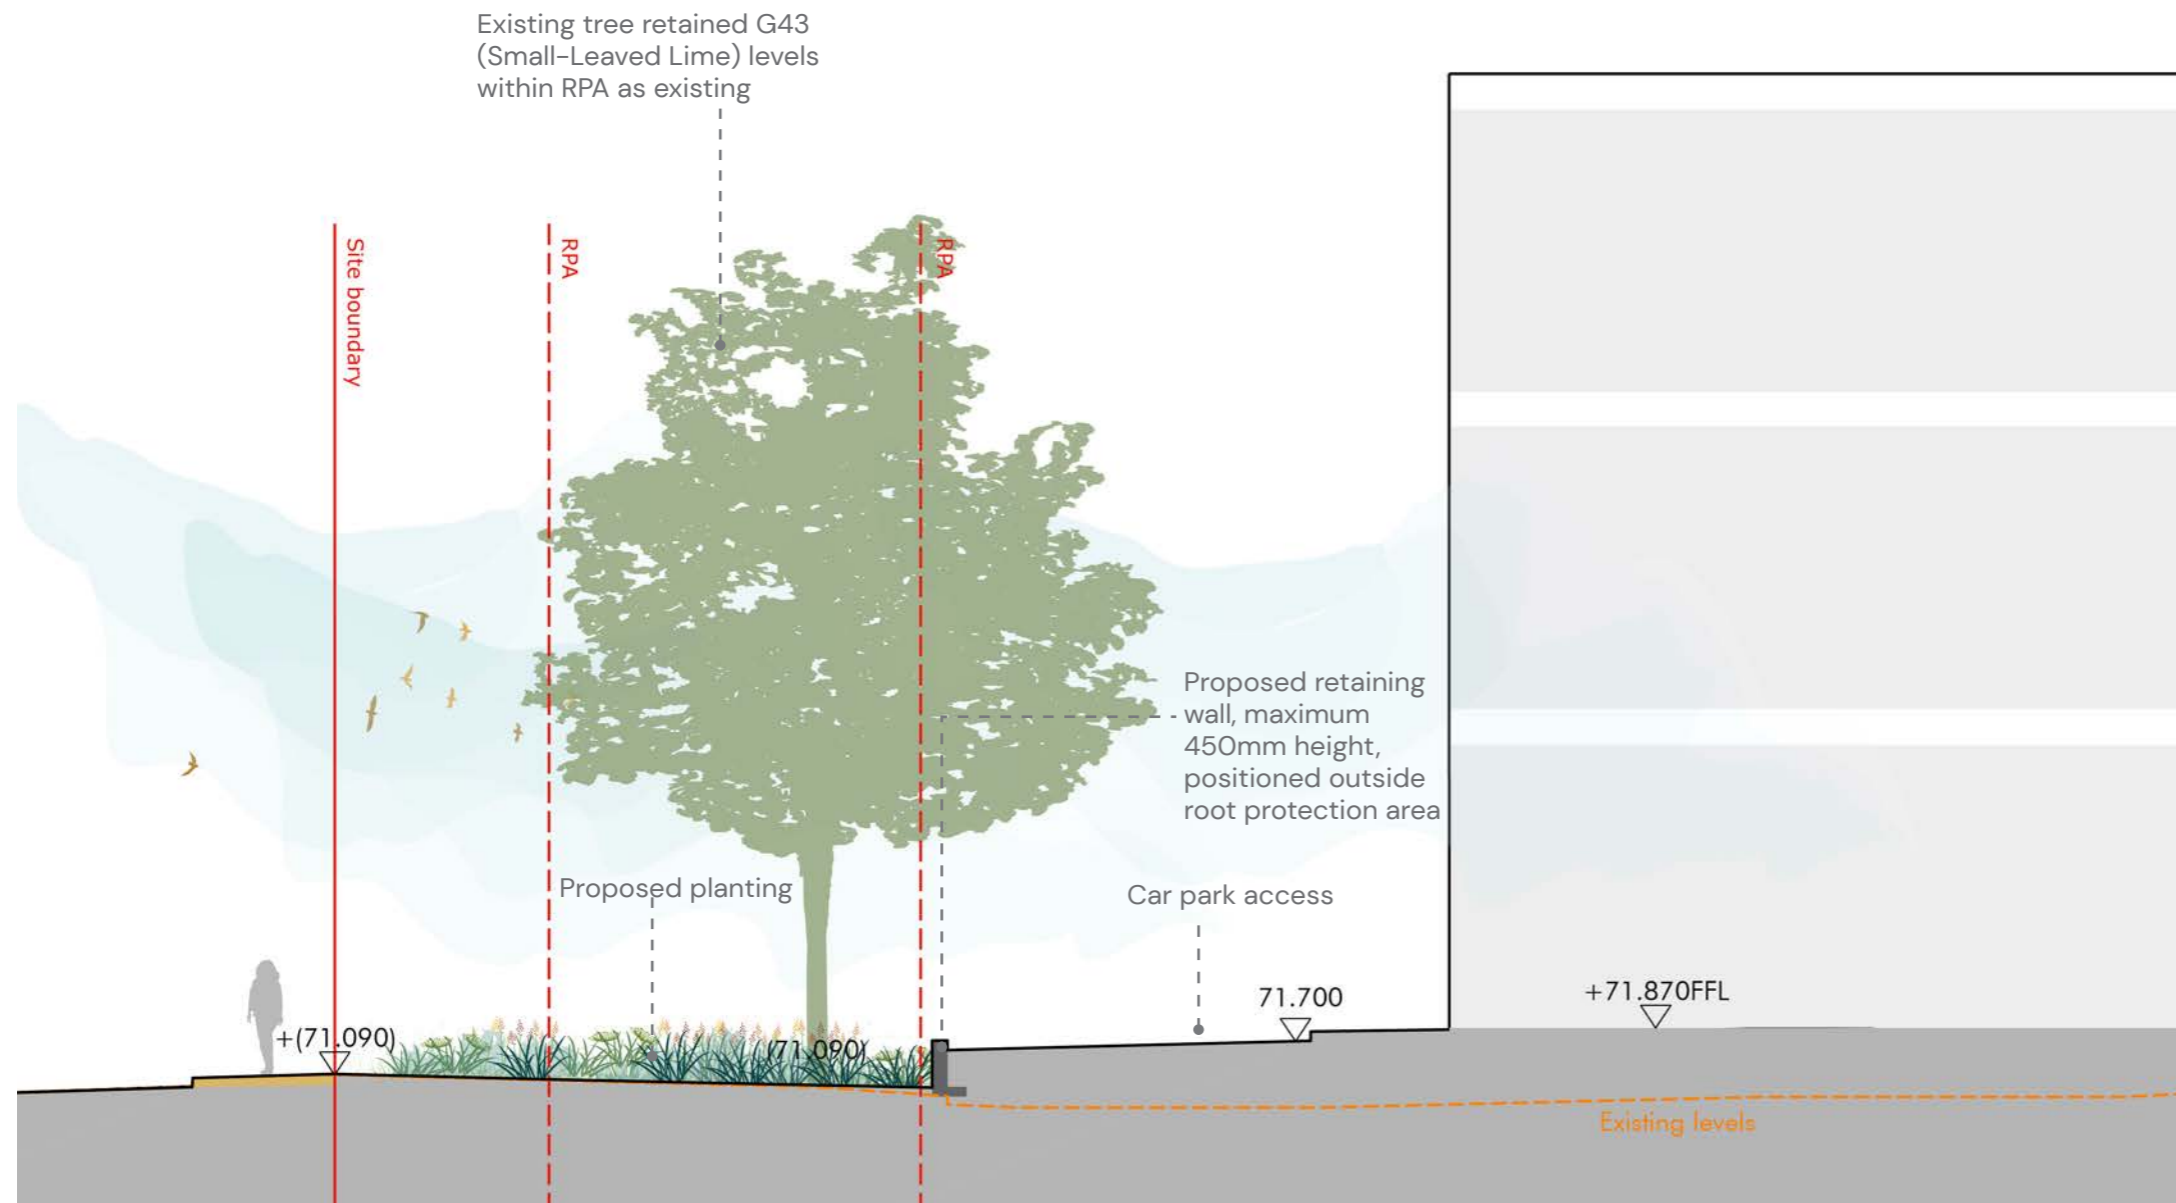 Existing tree retained G43
(Small-Leaved Lime) levels
within RPA as existing
Site boundary
RPA
RPA
Proposed retaining
wall, maximum
450mm height,
positioned outside
root protection area
Proposed planting
Car park access
+(71.090)
(71.090)
71.700
+71.870FFL
Existing levels